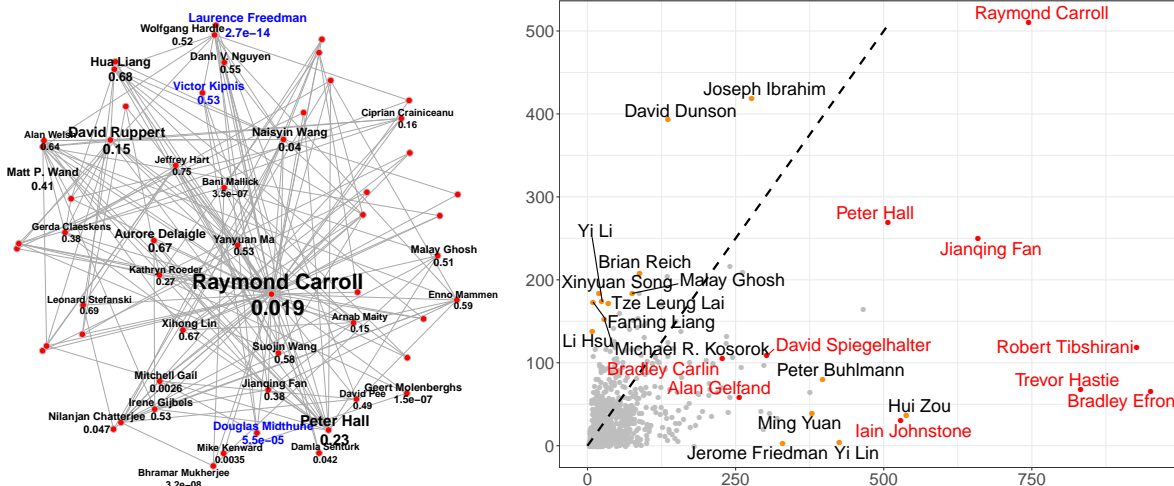 Laurence Freedman
2.7e−14
Wolfgang Hardle
0.52
Danh V. Nguyen
0.55
Hua Liang
0.68
Victor Kipnis
0.53
Ciprian Crainiceanu
0.16
Alan Welsh
0.64
David Ruppert
0.15
Naisyin Wang
0.04
Jeffrey Hart
0.75
Matt P. Wand
0.41
Bani Mallick
3.5e−07
Gerda Claeskens
0.38
Aurore Delaigle
0.67
Yanyuan Ma
0.53
Malay Ghosh
0.51
Kathryn Roeder
0.27
Raymond Carroll
0.019
Leonard Stefanski
0.69
Enno Mammen
0.59
Xihong Lin
0.67
Arnab Maity
0.15
Suojin Wang
0.58
Mitchell Gail
0.0026
Jianqing Fan
0.38
David Pee
0.49
Geert Molenberghs
1.5e−07
Irene Gijbels
0.53
Nilanjan Chatterjee
0.047
Douglas Midthune
5.5e−05
Peter Hall
0.23
Mike Kenward
0.0035
Damla Senturk
0.042
Bhramar Mukherjee
3.2e−08
500
400
300
200
100
0
Raymond Carroll
Joseph Ibrahim
David Dunson
Peter Hall
Yi Li
Jianqing Fan
Brian Reich
Xinyuan Song
Malay Ghosh
Tze Leung Lai
Faming Liang
Li Hsu
Michael R. Kosorok
David Spiegelhalter
Robert Tibshirani
Bradley Carlin
Peter Buhlmann
Alan Gelfand
Trevor Hastie
Bradley Efron
Hui Zou
Ming Yuan
Iain Johnstone
Jerome Friedman
Yi Lin
0
250
500
750